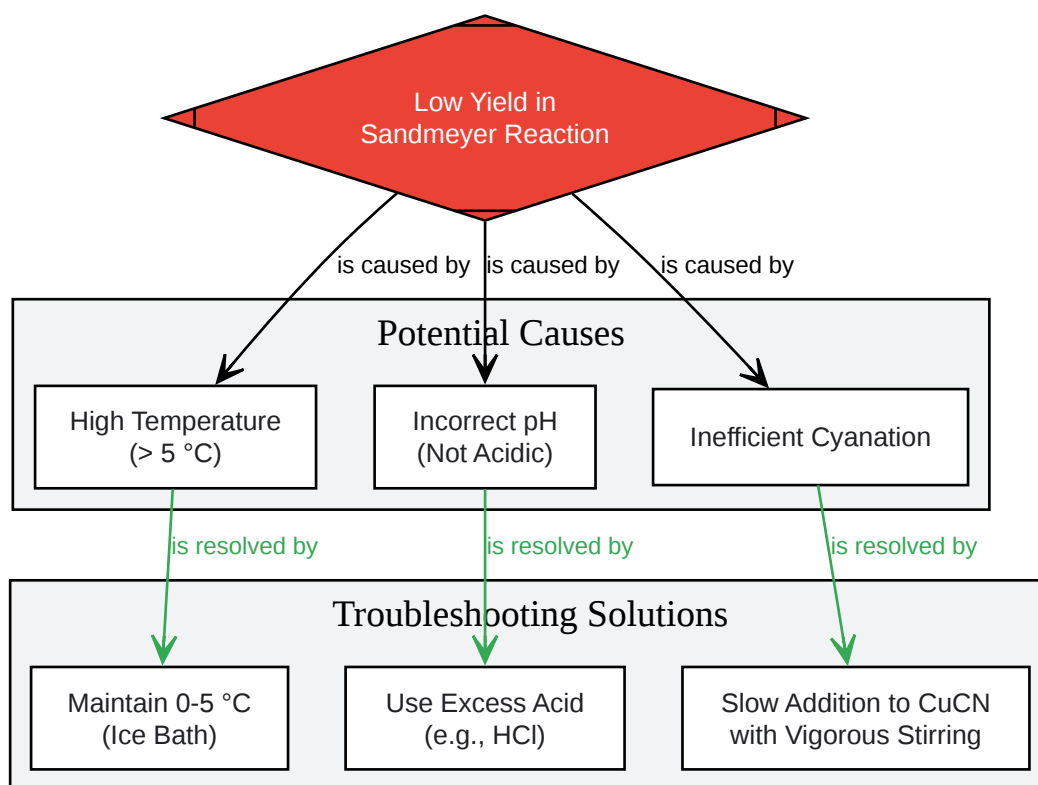 Low Yield in
Sandmeyer Reaction
is caused by
is caused by
is caused by
Potential Causes
High Temperature
(> 5 °C)
Incorrect pH
(Not Acidic)
Inefficient Cyanation
is resolved by
is resolved by
is resolved by
Troubleshooting Solutions
Maintain 0-5 °C
(Ice Bath)
Use Excess Acid
(e.g., HCl)
Slow Addition to CuCN
with Vigorous Stirring